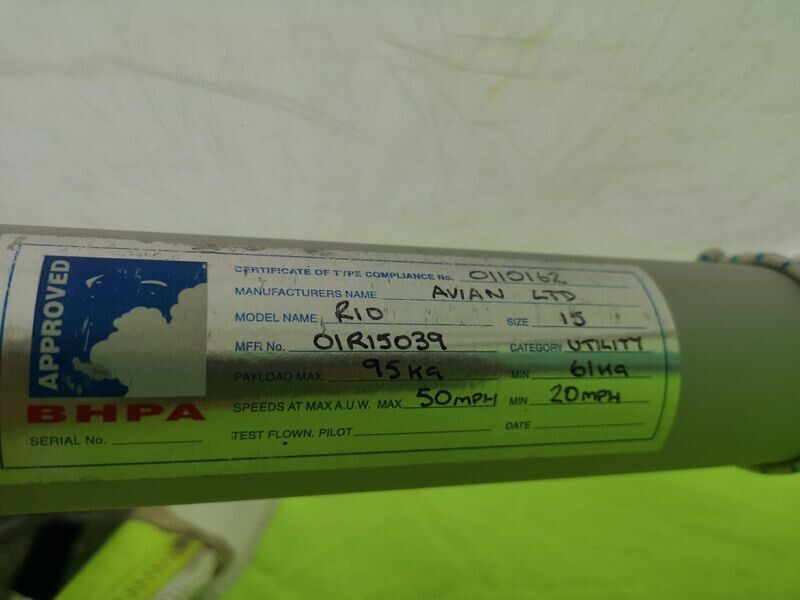 APPROVED
BHPA
SERIAL No.
CERTIFICATE OF TYPE COMPLIANCE No. 0110162
MANUFACTURERS NAME AVIAN LTD
MODEL NAME RIO SIZE 15
MFR No. 01R15039 CATEGORY UTILITY
PAYLOAD MAX. 95KG MIN 61KG
SPEEDS AT MAX A.U.W. MAX 50MPH MIN 20MPH
TEST FLOWN. PILOT DATE